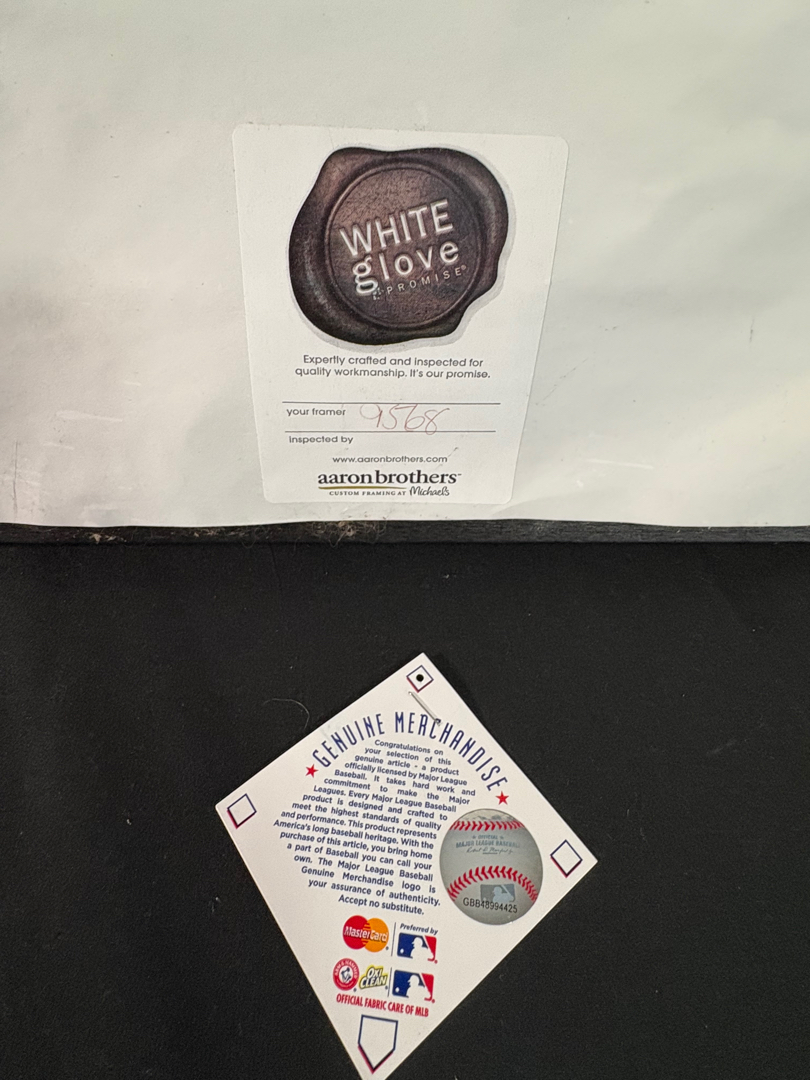 WHITE
glove
PROMISE®
Expertly crafted and inspected for
quality workmanship. It's our promise.
your framer 9568
inspected by
www.aaronbrothers.com
aaronbrothers
CUSTOM FRAMING AT Michaels
GENUINE MERCHANDISE
Congratulations on
your selection of this
genuine article - a product
officially licensed by Major League
Baseball. It takes hard work and
commitment to make the Major
Leagues. Every Major League Baseball
product is designed and crafted to
meet the highest standards of quality
and performance. This product represents
America's long baseball heritage. With the
purchase of this article, you bring home
a part of Baseball you can call your
own. The Major League Baseball
Genuine Merchandise logo is
your assurance of authenticity.
Accept no substitute.
OFFICIAL
MAJOR LEAGUE BASEBALL
GBB48994425
MasterCard
Preferred by
ARM & HAMMER
OXI
CLEAN
OFFICIAL FABRIC CARE OF MLB